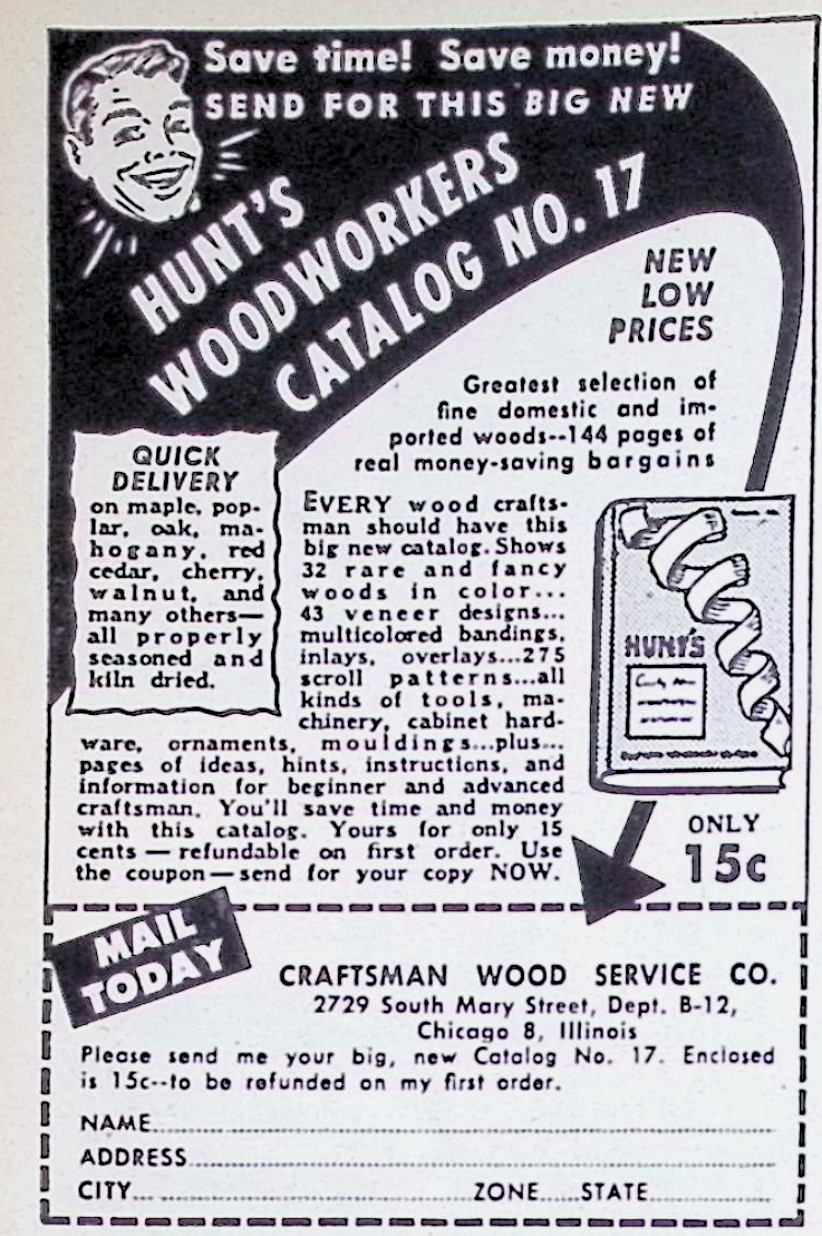 Save time! Save money!
SEND FOR THIS BIG NEW
HUNT'S
WOODWORKERS
CATALOG NO. 17
NEW
LOW
PRICES
Greatest selection of
fine domestic and im-
ported woods--144 pages of
real money-saving bargains
QUICK
DELIVERY
on maple, pop-
lar, oak, ma-
hogany, red
cedar, cherry,
walnut, and
many others—
all properly
seasoned and
kiln dried.
EVERY wood crafts-
man should have this
big new catalog. Shows
32 rare and fancy
woods in color...
43 veneer designs...
multicolored bandings,
inlays, overlays...275
scroll patterns...all
kinds of tools, ma-
chinery, cabinet hard-
ware, ornaments, mouldings...plus...
pages of ideas, hints, instructions, and
information for beginner and advanced
craftsman. You'll save time and money
with this catalog. Yours for only 15
cents — refundable on first order. Use
the coupon — send for your copy NOW.
HUNT'S
ONLY
15c
MAIL
TODAY
CRAFTSMAN WOOD SERVICE CO.
2729 South Mary Street, Dept. B-12,
Chicago 8, Illinois
Please send me your big, new Catalog No. 17. Enclosed
is 15c--to be refunded on my first order.
NAME
ADDRESS
CITY ZONE STATE